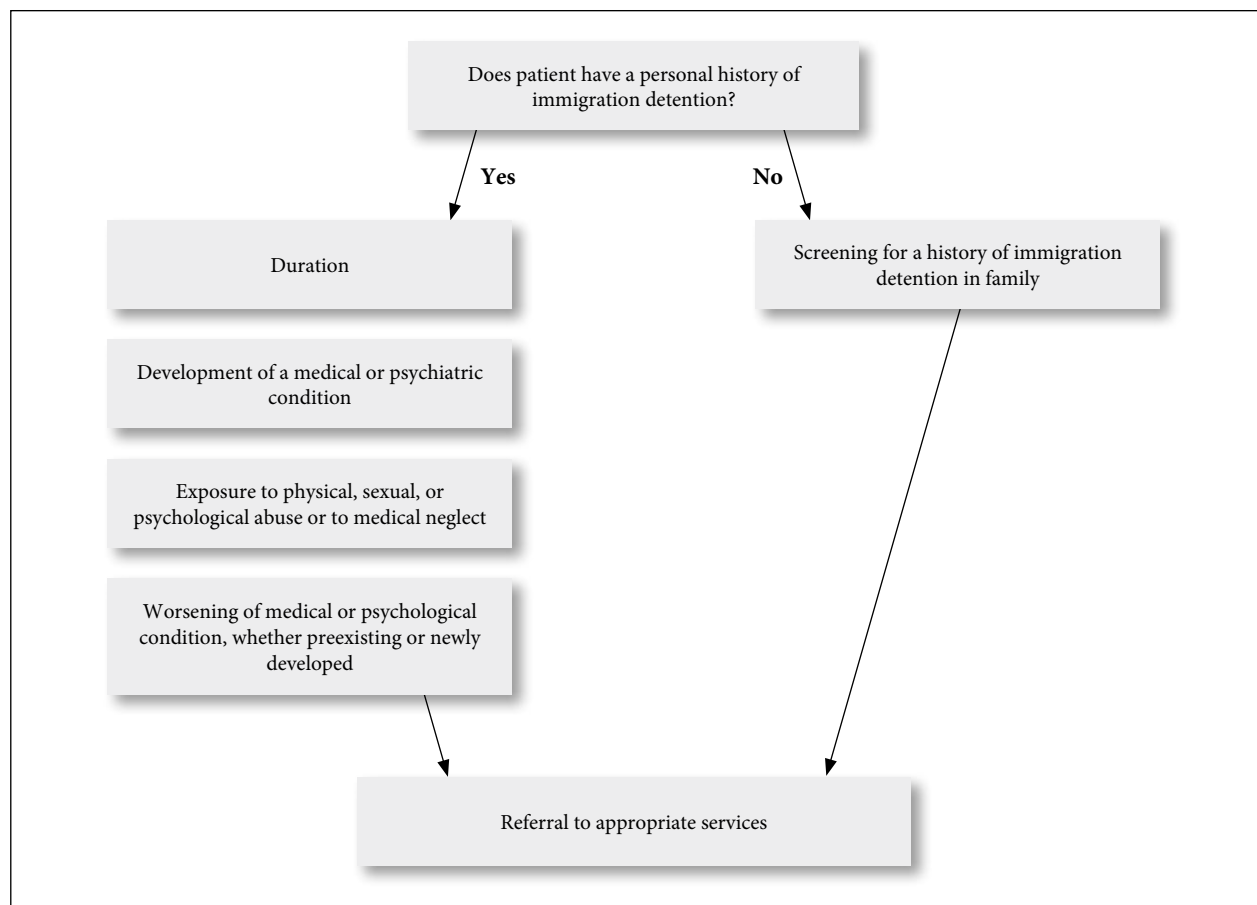 Does patient have a personal history of
immigration detention?
Yes
No
Duration
Screening for a history of immigration
detention in family
Development of a medical or psychiatric
condition
Exposure to physical, sexual, or
psychological abuse or to medical neglect
Worsening of medical or psychological
condition, whether preexisting or newly
developed
Referral to appropriate services